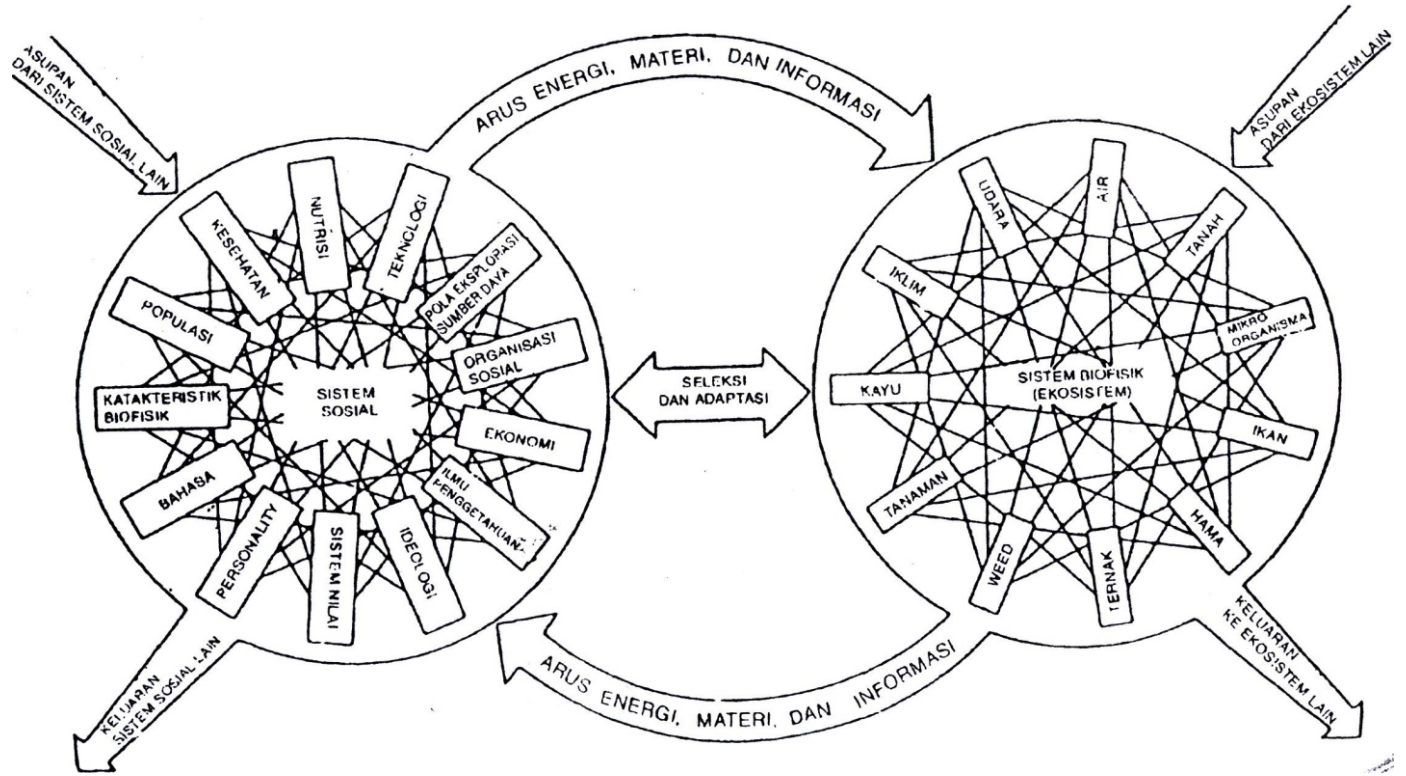 ASUPAN
DARI SISTEM SOSIAL LAIN
ARUS ENERGI, MATERI, DAN INFORMASI
ASUPAN
DARI EKOSISTEM LAIN
KESEHATAN
NUTRISI
TEKNOLOGI
POLA EKSPLORASI
SUMBER DAYA
POPULASI
ORGANISASI
SOSIAL
KATAKTERISTIK
BIOFISIK
SISTEM
SOSIAL
EKONOMI
BAHASA
ILMU
PENGGETAHUAN
PERSONALITY
SISTEM NILAI
IDEOLOGI
SELEKSI
DAN ADAPTASI
UDARA
AIR
TANAH
IKLIM
MIKRO
ORGANISMA
KAYU
SISTEM BIOFISIK
(EKOSISTEM)
IKAN
TANAMAN
HAMA
WEED
TERNAK
KELUARAN
SISTEM SOSIAL LAIN
ARUS ENERGI, MATERI, DAN INFORMASI
KELUARAN
KE EKOSISTEM LAIN